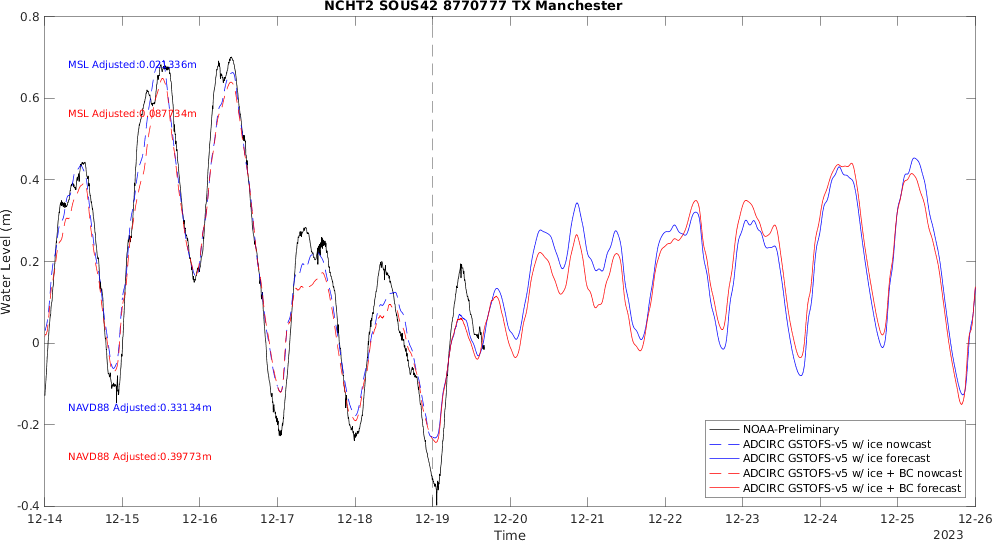 NCHT2 SOUS42 8770777 TX Manchester
0.8
0.6
0.4
0.2
0
-0.2
-0.4
Water Level (m)
MSL Adjusted:0.021336m
MSL Adjusted:0.087734m
NAVD88 Adjusted:0.33134m
NAVD88 Adjusted:0.39773m
NOAA-Preliminary
ADCIRC GSTOFS-v5 w/ ice nowcast
ADCIRC GSTOFS-v5 w/ ice forecast
ADCIRC GSTOFS-v5 w/ ice + BC nowcast
ADCIRC GSTOFS-v5 w/ ice + BC forecast
12-14 12-15 12-16 12-17 12-18 12-19 12-20 12-21 12-22 12-23 12-24 12-25 12-26
Time
2023